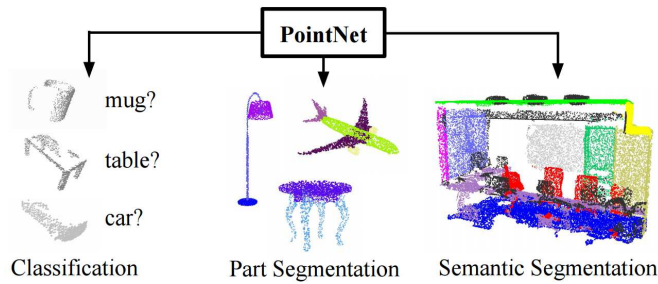 PointNet
mug?
table?
car?
Classification
Part Segmentation
Semantic Segmentation